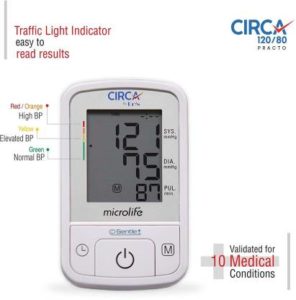 Traffic Light Indicator
easy to
read results
CIRCA
120/80
PRACTO
Red / Orange
High BP
Yellow
Elevated BP
Green
Normal BP
CIRCA
121
SYS.
mmHg
75
DIA.
mmHg
M
87
PUL
microlife
Gentle+
M
Validated for
10 Medical
Conditions